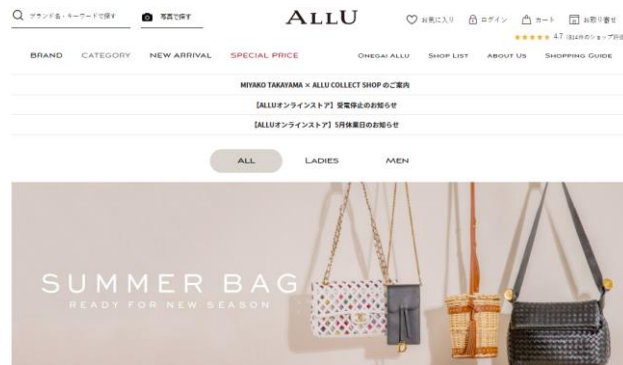 ブランド名・キーワードで探す
写真で探す
ALLU
お気に入り
ログイン
カート
お取り寄せ
4.7
BRAND
CATEGORY
NEW ARRIVAL
SPECIAL PRICE
ONEGAI ALLU
SHOP LIST
ABOUT US
SHOPPING GUIDE
MIYAKO TAKAYAMA × ALLU COLLECT SHOP のご案内
【ALLUオンラインストア】受電停止のお知らせ
【ALLUオンラインストア】5月休業日のお知らせ
ALL
LADIES
MEN
SUMMER BAG
READY FOR NEW SEASON